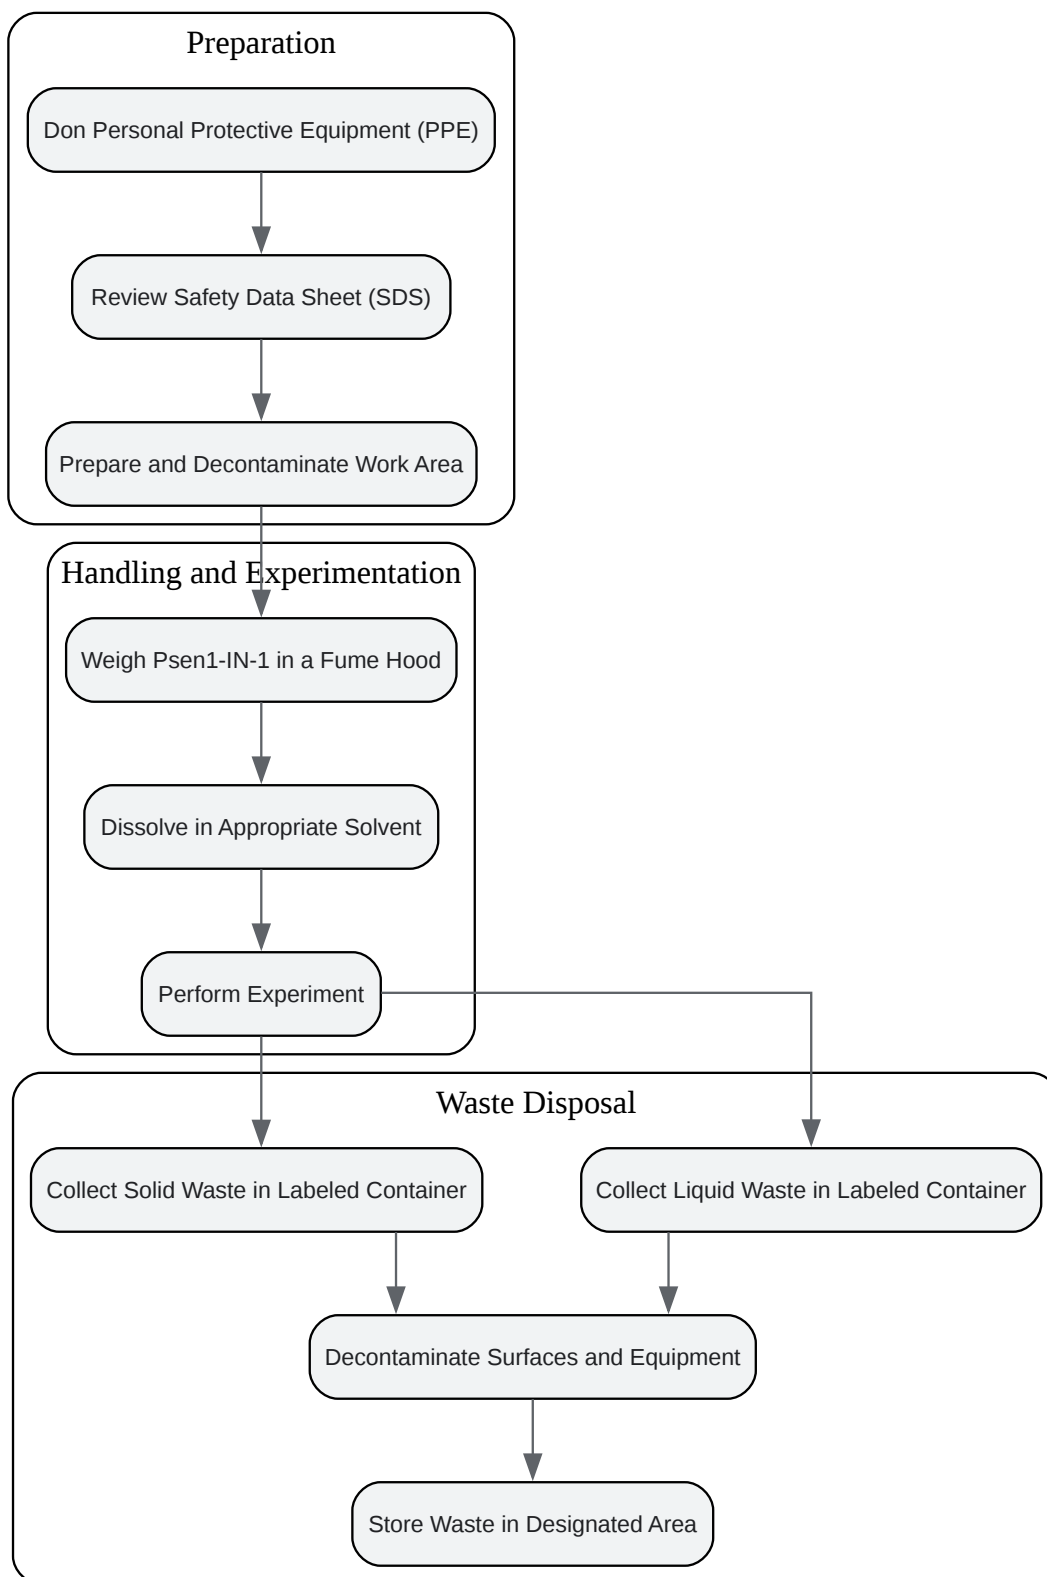 Preparation
Don Personal Protective Equipment (PPE)
Review Safety Data Sheet (SDS)
Prepare and Decontaminate Work Area
Handling and Experimentation
Weigh Psen1-IN-1 in a Fume Hood
Dissolve in Appropriate Solvent
Perform Experiment
Waste Disposal
Collect Solid Waste in Labeled Container
Collect Liquid Waste in Labeled Container
Decontaminate Surfaces and Equipment
Store Waste in Designated Area